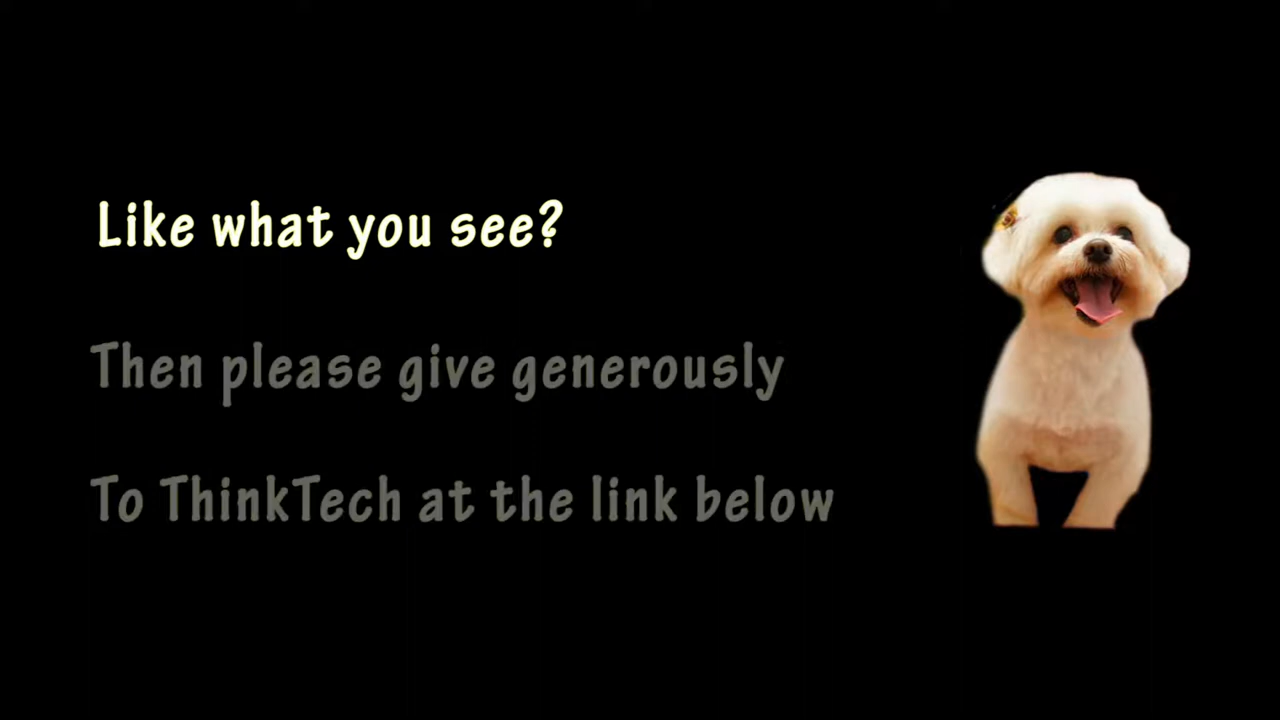 Like what you see?
Then please give generously
To ThinkTech at the link below